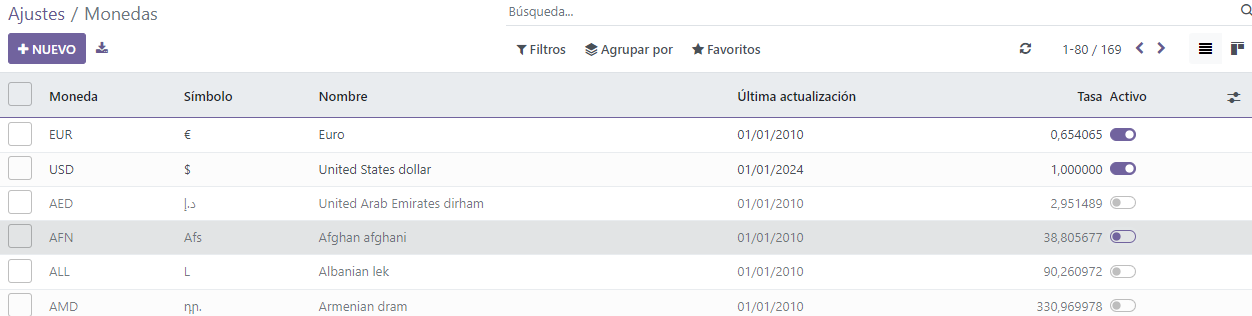 Ajustes / Monedas
Búsqueda...
NUEVO
Filtros Agrupar por Favoritos 1-80 / 169
Moneda Símbolo Nombre Última actualización Tasa Activo
EUR € Euro 01/01/2010 0,654065
USD $ United States dollar 01/01/2024 1,000000
AED د.إ United Arab Emirates dirham 01/01/2010 2,951489
AFN Afs Afghan afghani 01/01/2010 38,805677
ALL L Albanian lek 01/01/2010 90,260972
AMD դր. Armenian dram 01/01/2010 330,969978